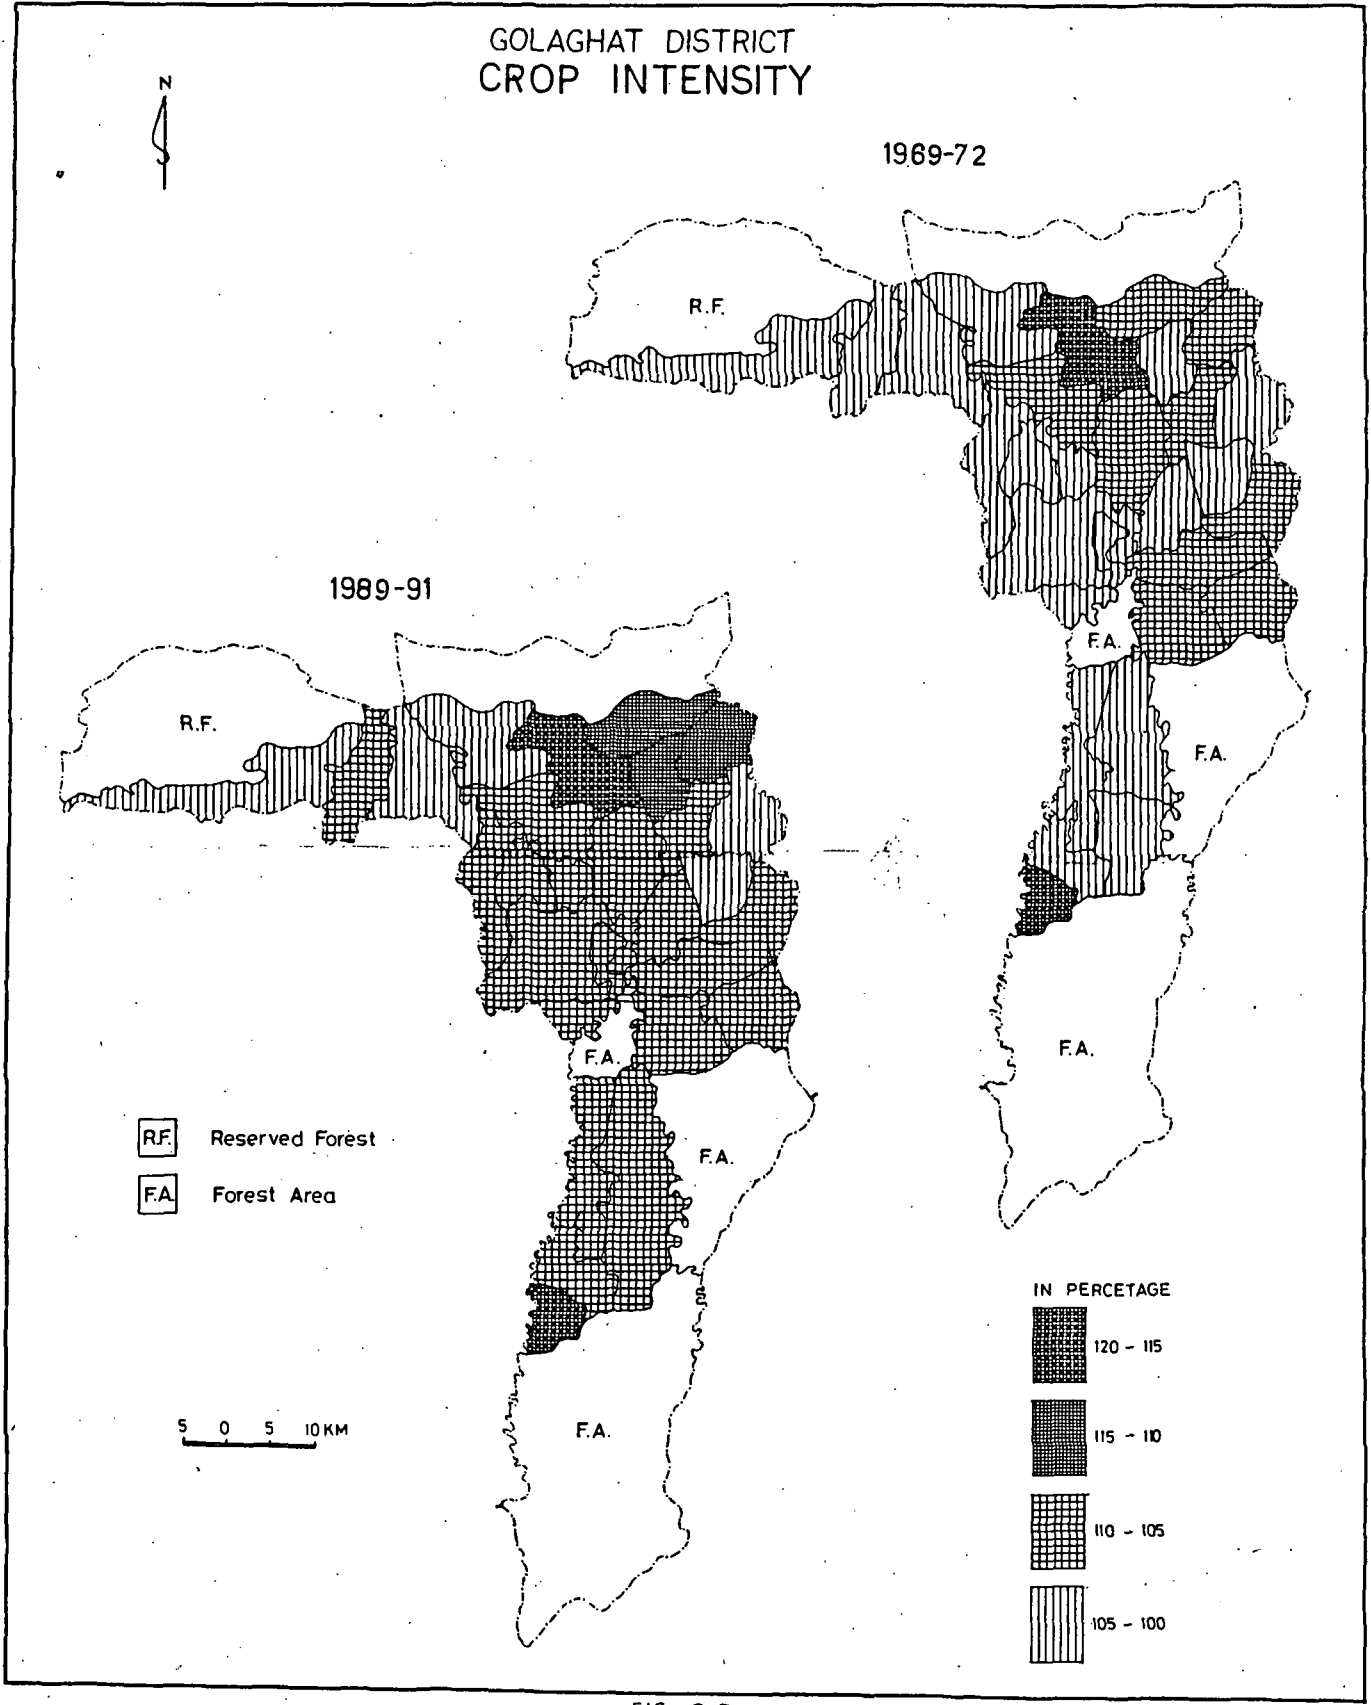 GOLAGHAT DISTRICT
CROP INTENSITY
N
1969-72
R.F.
F.A.
F.A.
F.A.
1989-91
R.F.
F.A.
F.A.
F.A.
R.F. Reserved Forest
F.A. Forest Area
5 0 5 10 KM
IN PERCETAGE
120 - 115
115 - 110
110 - 105
105 - 100